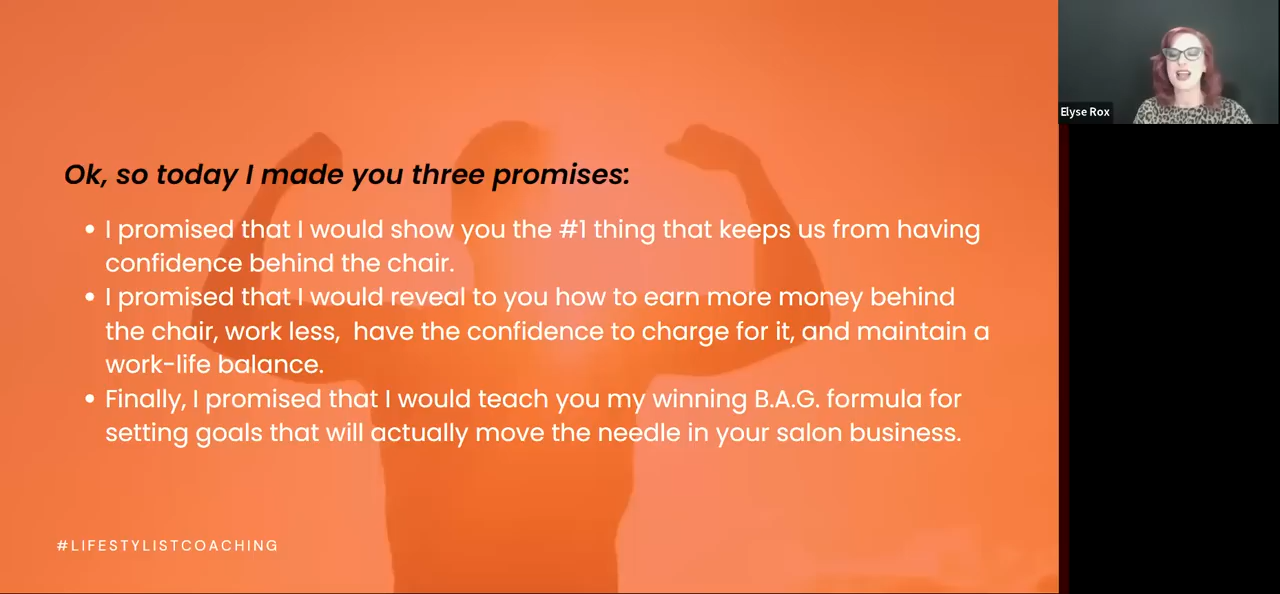 Ok, so today I made you three promises:
• I promised that I would show you the #1 thing that keeps us from having
confidence behind the chair.
• I promised that I would reveal to you how to earn more money behind
the chair, work less,  have the confidence to charge for it, and maintain a
work-life balance.
• Finally, I promised that I would teach you my winning B.A.G. formula for
setting goals that will actually move the needle in your salon business.
#LIFESTYLISTCOACHING
Elyse Rox